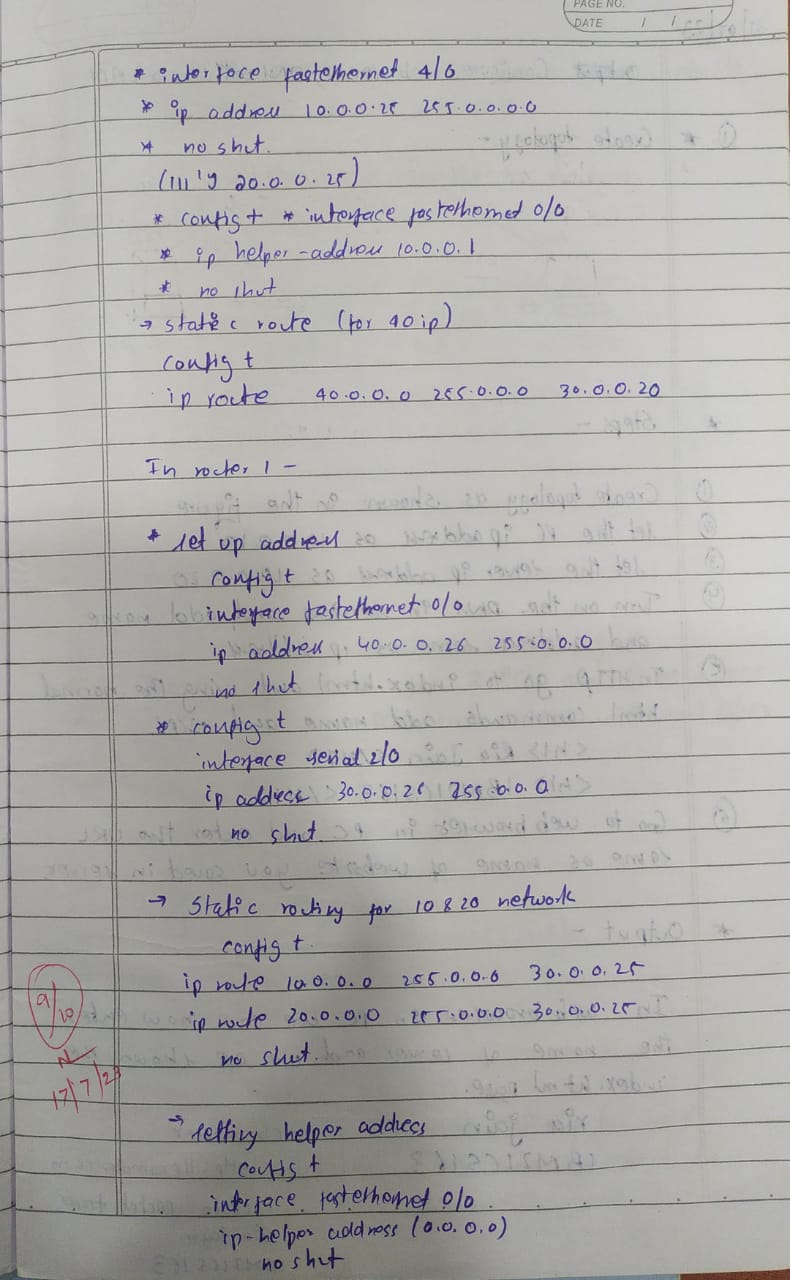 PAGE NO.
DATE / /
* interface fastethernet 4/0
* ip address 10.0.0.25 255.0.0.0
* no shut.
(111'y 20.0.0.25)
* config t * interface fastethernet 0/0
* ip helper-address 10.0.0.1
* no shut
→ static route (for 40 ip)
config t
ip route 40.0.0.0 255.0.0.0 30.0.0.20
In router 1 -
* set up address
config t
interface fastethernet 0/0
ip address 40.0.0.26 255.0.0.0
no shut
* config t
interface serial 2/0
ip address 30.0.0.26 255.0.0.0
no shut.
→ Static routing for 10 & 20 network
config t.
ip route 10.0.0.0 255.0.0.0 30.0.0.25
ip route 20.0.0.0 255.0.0.0 30.0.0.25
no shut.
9/10
17/7/23
→ setting helper address
config t
interface fastethernet 0/0
ip-helper address (0.0.0.0)
no shut